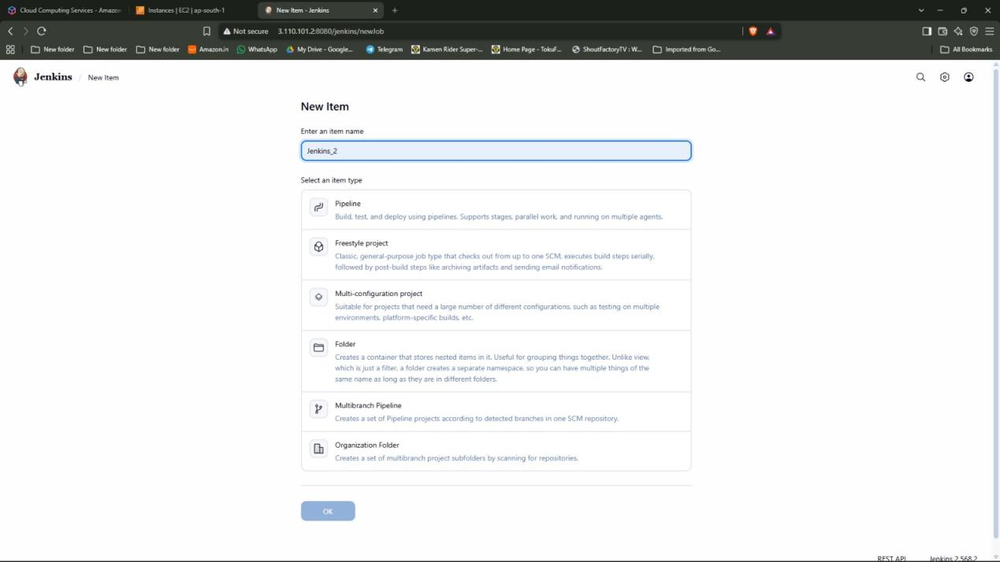 Cloud Computing Services - Amazon
Instances | EC2 | ap-south-1
New Item - Jenkins
Not secure 3.110.101.2:8080/jenkins/newJob
New folder New folder New folder Amazon.in WhatsApp My Drive - Google... Telegram Kamen Rider Super-... Home Page - TokuF... ShoutFactoryTV : W... Imported from Go... All Bookmarks
Jenkins / New Item
New Item
Enter an item name
Jenkins_2
Select an item type
Pipeline
Build, test, and deploy using pipelines. Supports stages, parallel work, and running on multiple agents.
Freestyle project
Classic, general-purpose job type that checks out from up to one SCM, executes build steps serially,
followed by post-build steps like archiving artifacts and sending email notifications.
Multi-configuration project
Suitable for projects that need a large number of different configurations, such as testing on multiple
environments, platform-specific builds, etc.
Folder
Creates a container that stores nested items in it. Useful for grouping things together. Unlike view,
which is just a filter, a folder creates a separate namespace, so you can have multiple things of the
same name as long as they are in different folders.
Multibranch Pipeline
Creates a set of Pipeline projects according to detected branches in one SCM repository.
Organization Folder
Creates a set of multibranch project subfolders by scanning for repositories.
OK
REST API Jenkins 2.568.2